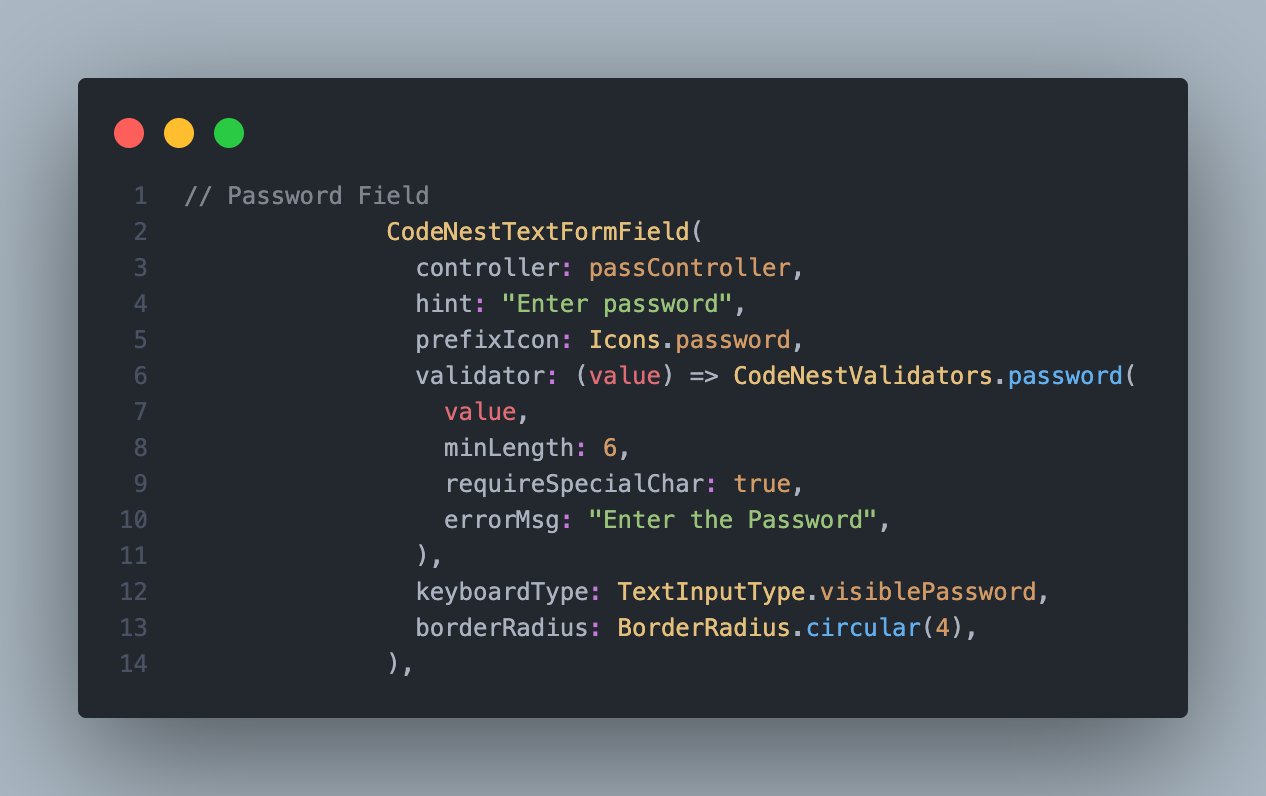 1 // Password Field
2               CodeNestTextFormField(
3                 controller: passController,
4                 hint: "Enter password",
5                 prefixIcon: Icons.password,
6                 validator: (value) => CodeNestValidators.password(
7                   value,
8                   minLength: 6,
9                   requireSpecialChar: true,
10                   errorMsg: "Enter the Password",
11                 ),
12                 keyboardType: TextInputType.visiblePassword,
13                 borderRadius: BorderRadius.circular(4),
14               ),